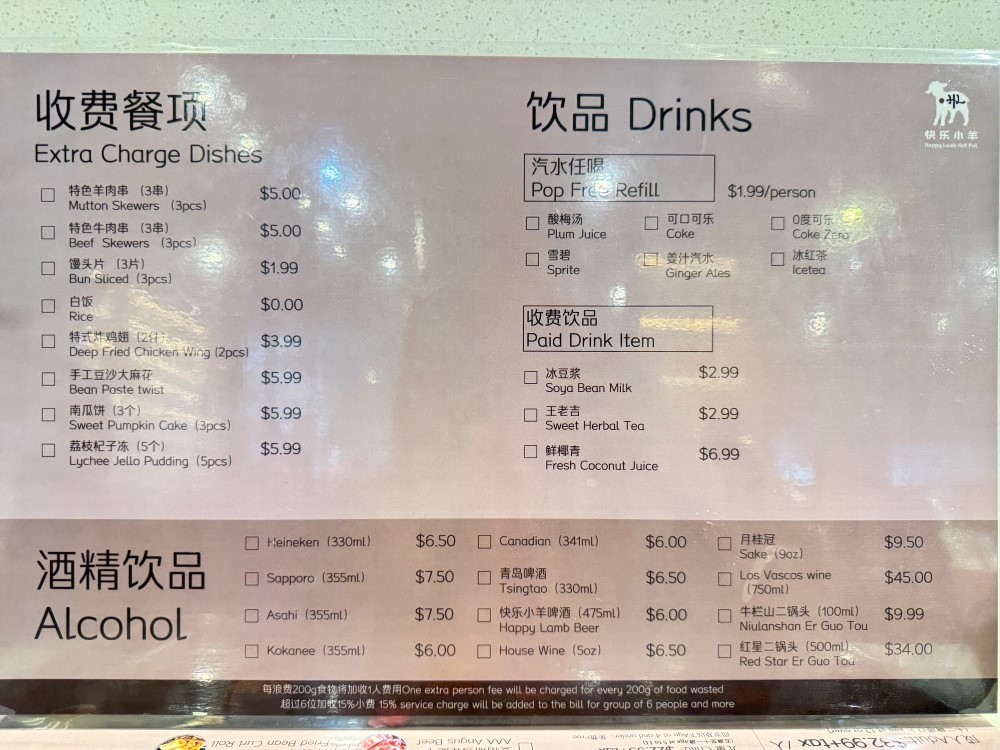 收费餐项
Extra Charge Dishes
特色羊肉串 (3串)
Mutton Skewers (3pcs)
$5.00
特色牛肉串 (3串)
Beef Skewers (3pcs)
$5.00
馒头片 (3片)
Bun Sliced (3pcs)
$1.99
白饭
Rice
$0.00
特式炸鸡翅 (2件)
Deep Fried Chicken Wing (2pcs)
$3.99
手工豆沙大麻花
Bean Paste twist
$5.99
南瓜饼 (3个)
Sweet Pumpkin Cake (3pcs)
$5.99
荔枝杞子冻 (5个)
Lychee Jello Pudding (5pcs)
$5.99
饮品 Drinks
快乐小羊
Happy Lamb Hot Pot
汽水任喝
Pop Free Refill
$1.99/person
酸梅汤
Plum Juice
可口可乐
Coke
0度可乐
Coke Zero
雪碧
Sprite
姜汁汽水
Ginger Ales
冰红茶
Icetea
收费饮品
Paid Drink Item
冰豆浆
Soya Bean Milk
$2.99
王老吉
Sweet Herbal Tea
$2.99
鲜椰青
Fresh Coconut Juice
$6.99
酒精饮品
Alcohol
Heineken (330ml) $6.50
Sapporo (355ml) $7.50
Asahi (355ml) $7.50
Kokanee (355ml) $6.00
Canadian (341ml) $6.00
青岛啤酒
Tsingtao (330ml)
$6.50
快乐小羊啤酒 (475ml)
Happy Lamb Beer
$6.00
House Wine (5oz) $6.50
月桂冠
Sake (9oz)
$9.50
Los Vascos wine
(750ml)
$45.00
牛栏山二锅头 (100ml)
Niulanshan Er Guo Tou
$9.99
红星二锅头 (500ml)
Red Star Er Guo Tou
$34.00
每浪费200g食物将加收1人费用One extra person fee will be charged for every 200g of food wasted
超过6位加收15%小费 15% service charge will be added to the bill for group of 6 people and more
Fried Bean Curd Roll
AAA Angus Beef